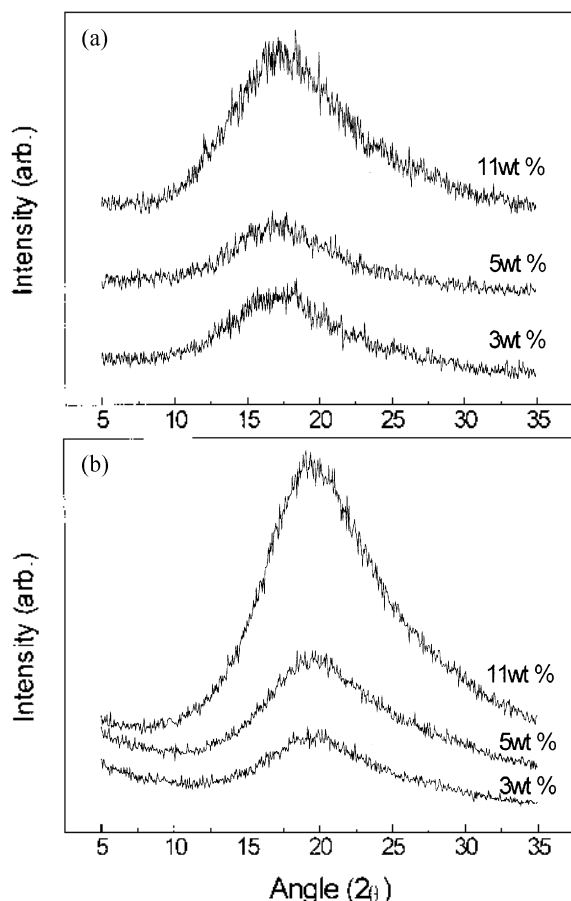 (a)
Intensity (arb.)
11wt %
5wt %
3wt %
5 10 15 20 25 30 35
(b)
Intensity (arb.)
11wt %
5wt %
3wt %
5 10 15 20 25 30 35
Angle (2θ)